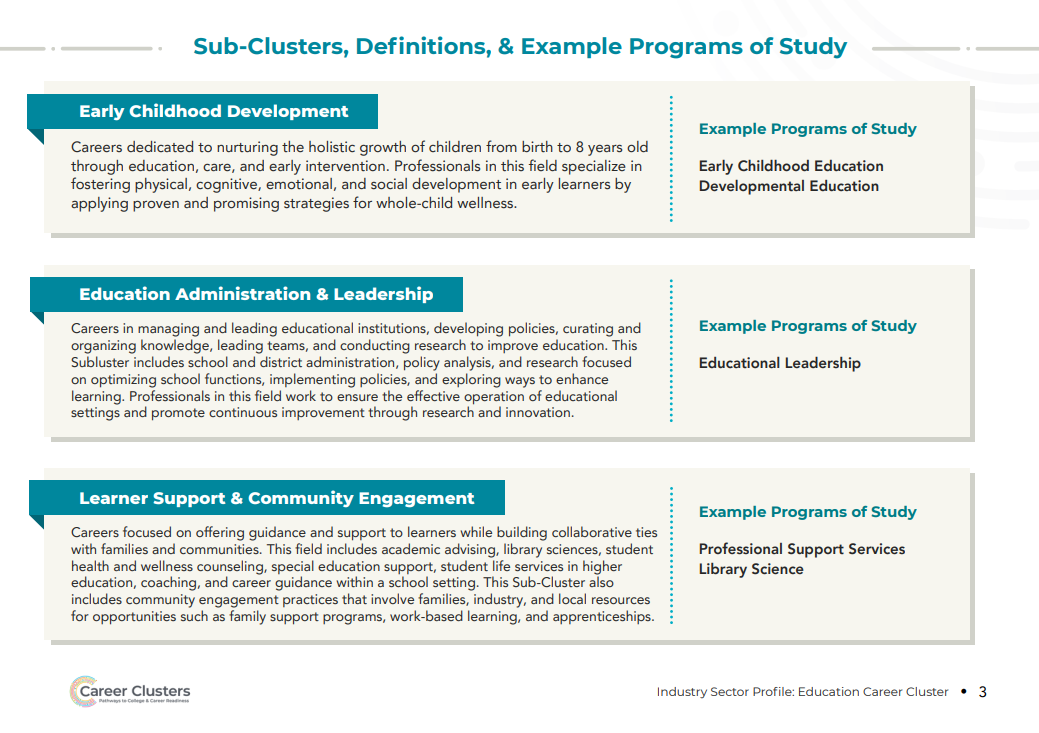 Sub-Clusters, Definitions, & Example Programs of Study
Early Childhood Development
Careers dedicated to nurturing the holistic growth of children from birth to 8 years old
through education, care, and early intervention. Professionals in this field specialize in
fostering physical, cognitive, emotional, and social development in early learners by
applying proven and promising strategies for whole-child wellness.
Example Programs of Study
Early Childhood Education
Developmental Education
Education Administration & Leadership
Careers in managing and leading educational institutions, developing policies, curating and
organizing knowledge, leading teams, and conducting research to improve education. This
Subluster includes school and district administration, policy analysis, and research focused
on optimizing school functions, implementing policies, and exploring ways to enhance
learning. Professionals in this field work to ensure the effective operation of educational
settings and promote continuous improvement through research and innovation.
Example Programs of Study
Educational Leadership
Learner Support & Community Engagement
Careers focused on offering guidance and support to learners while building collaborative ties
with families and communities. This field includes academic advising, library sciences, student
health and wellness counseling, special education support, student life services in higher
education, coaching, and career guidance within a school setting. This Sub-Cluster also
includes community engagement practices that involve families, industry, and local resources
for opportunities such as family support programs, work-based learning, and apprenticeships.
Example Programs of Study
Professional Support Services
Library Science
Career Clusters
Pathways to College & Career Readiness
Industry Sector Profile: Education Career Cluster • 3